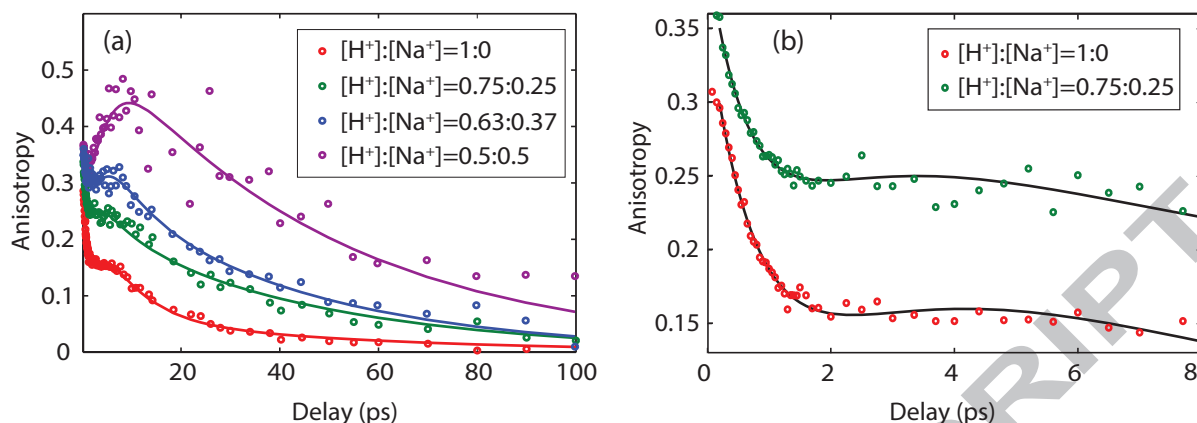 (a)
[H⁺]:[Na⁺]=1:0
[H⁺]:[Na⁺]=0.75:0.25
[H⁺]:[Na⁺]=0.63:0.37
[H⁺]:[Na⁺]=0.5:0.5
Anisotropy
0.6
0.5
0.4
0.3
0.2
0.1
0
20
40
60
80
100
Delay (ps)
(b)
[H⁺]:[Na⁺]=1:0
[H⁺]:[Na⁺]=0.75:0.25
Anisotropy
0.35
0.3
0.25
0.2
0.15
0
2
4
6
8
Delay (ps)
RIPT